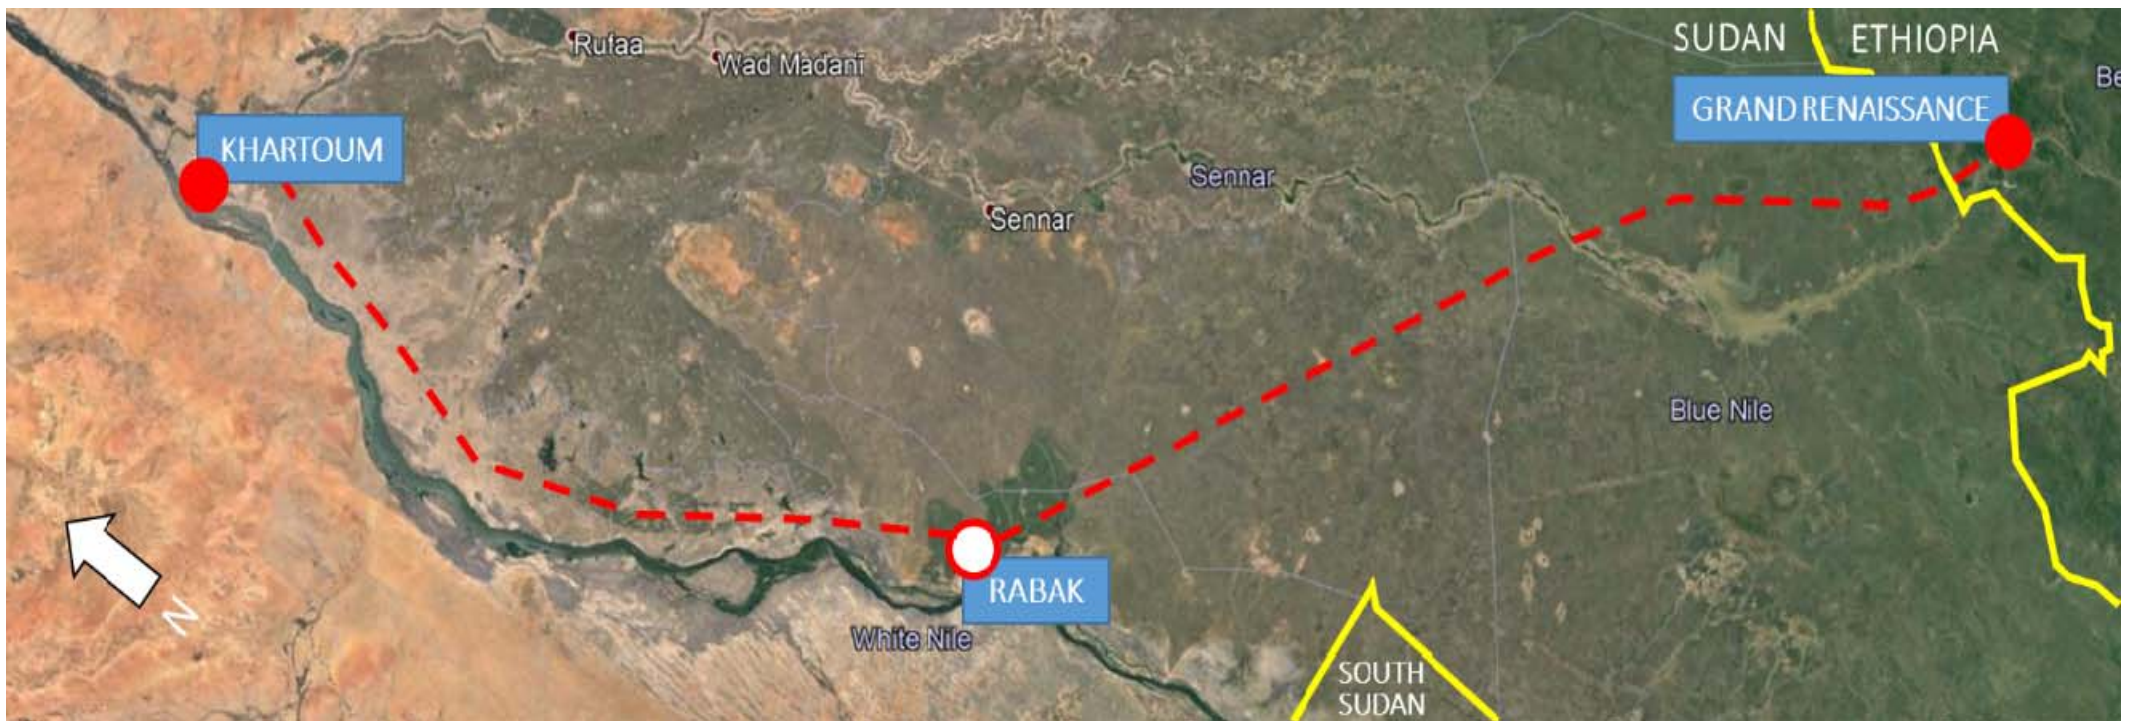 SUDAN
ETHIOPIA
Rufaa
Wad Madani
Be
GRAND RENAISSANCE
KHARTOUM
Sennar
Sennar
Blue Nile
RABAK
N
White Nile
SOUTH
SUDAN